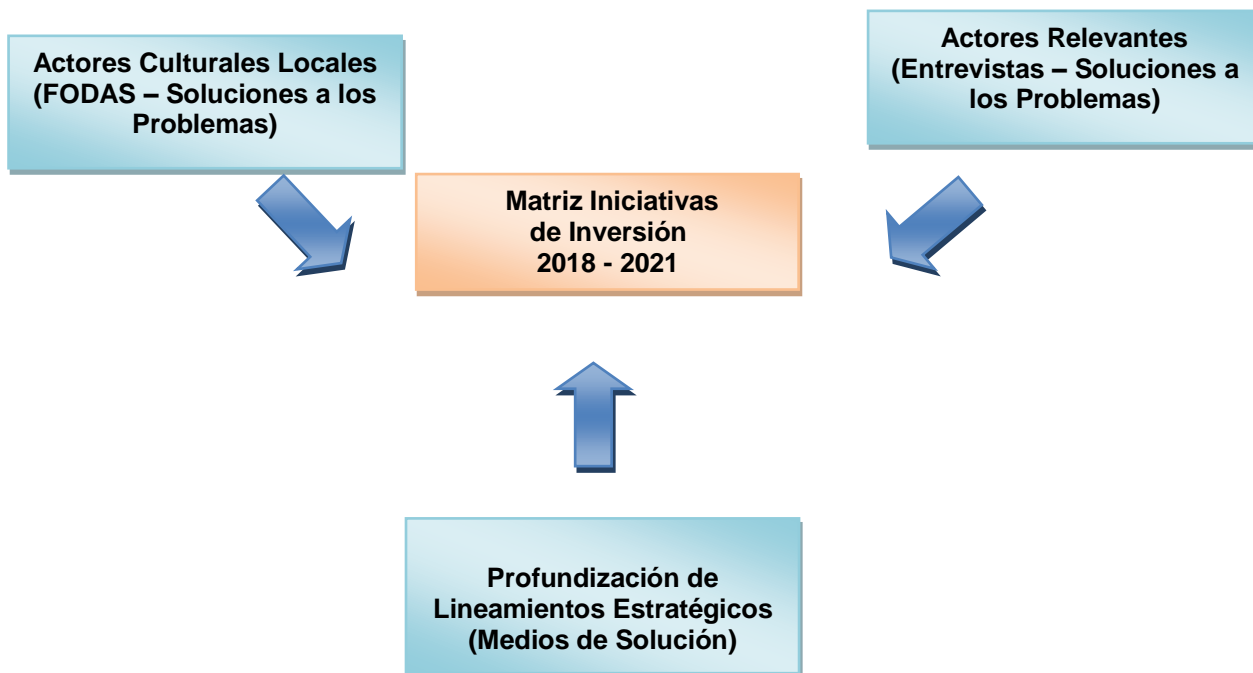 Actores Culturales Locales
(FODAS – Soluciones a los
Problemas)
Actores Relevantes
(Entrevistas – Soluciones a
los Problemas)
Matriz Iniciativas
de Inversión
2018 - 2021
Profundización de
Lineamientos Estratégicos
(Medios de Solución)